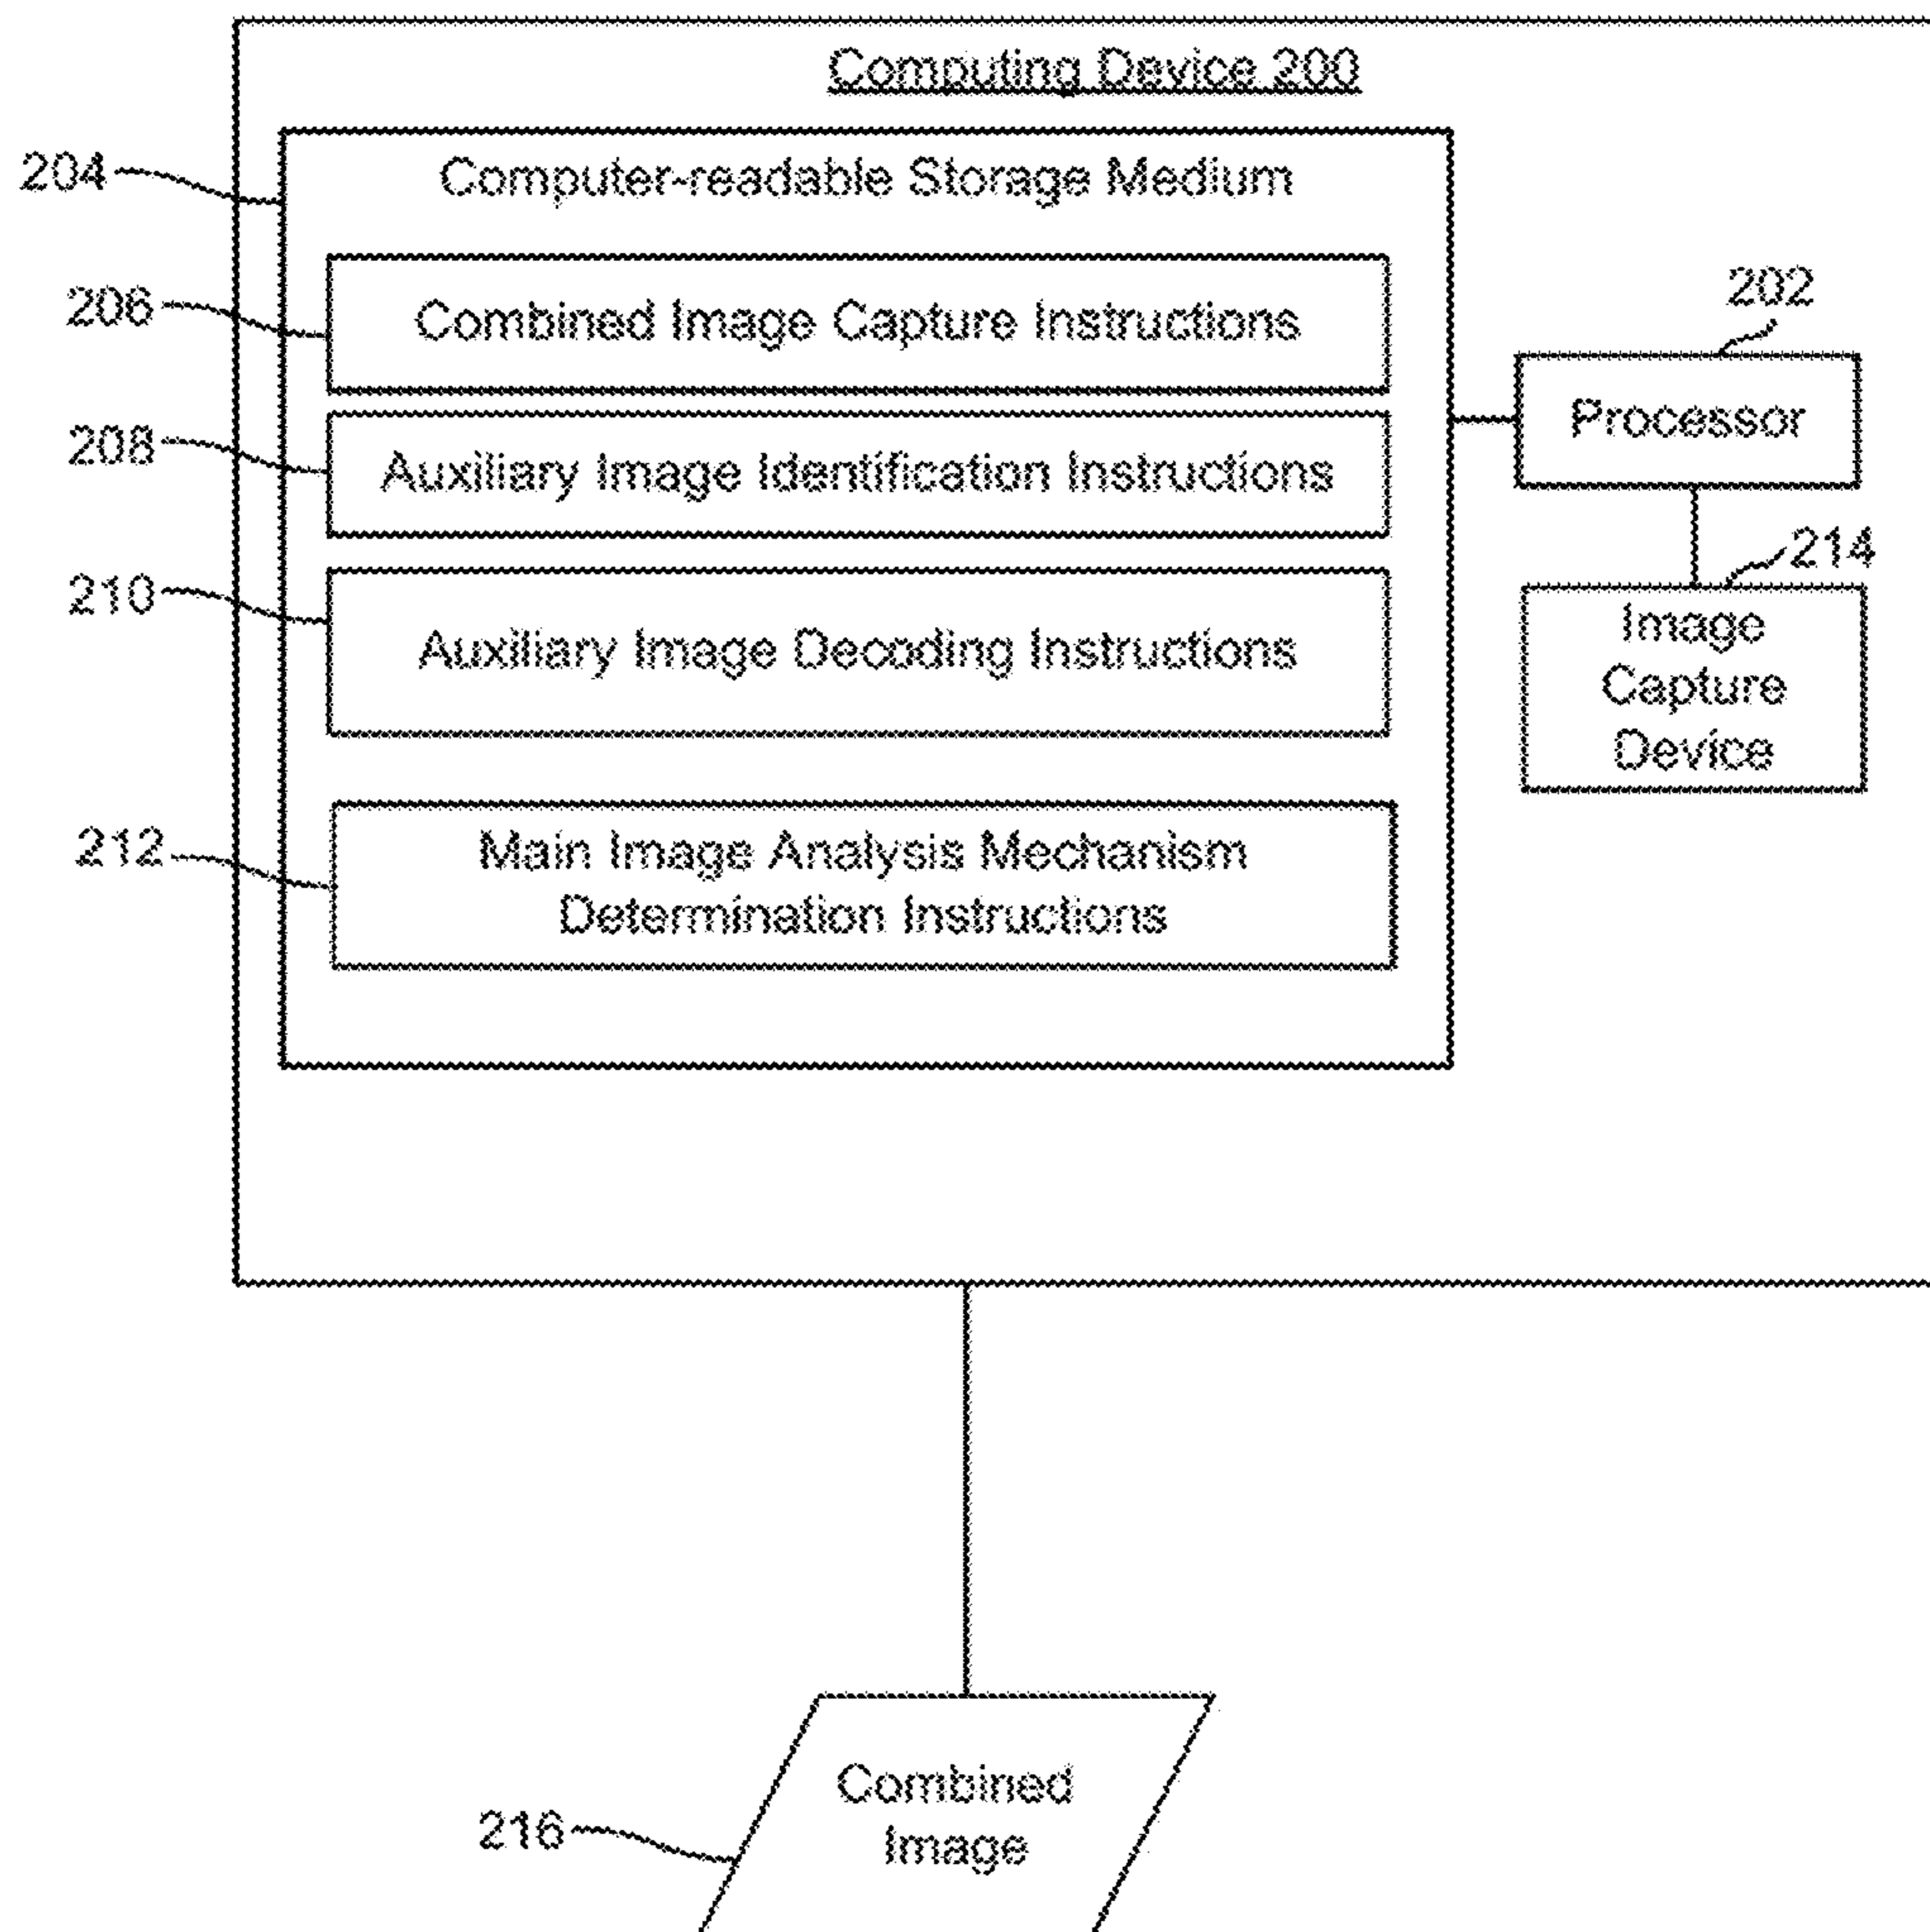 Computing Device 200
204
Computer-readable Storage Medium
206
Combined Image Capture Instructions
202
Processor
208
Auxiliary Image Identification Instructions
214
Image
Capture
Device
210
Auxiliary Image Decoding Instructions
212
Main Image Analysis Mechanism
Determination Instructions
216
Combined
Image